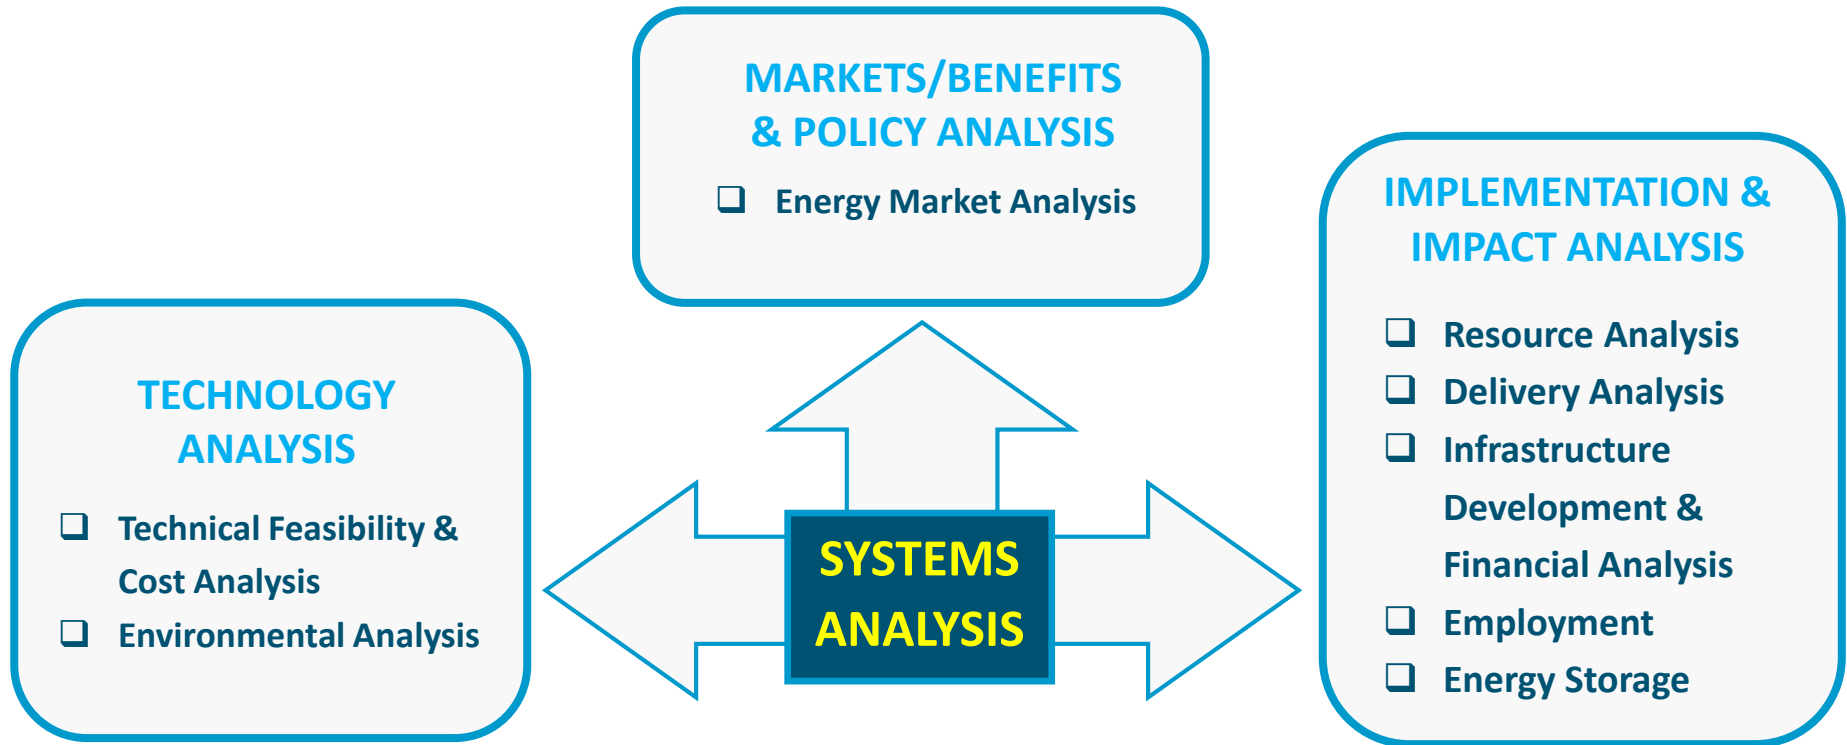 MARKETS/BENEFITS
& POLICY ANALYSIS
❑ Energy Market Analysis
IMPLEMENTATION &
IMPACT ANALYSIS
❑ Resource Analysis
❑ Delivery Analysis
❑ Infrastructure
Development &
Financial Analysis
❑ Employment
❑ Energy Storage
TECHNOLOGY
ANALYSIS
❑ Technical Feasibility &
Cost Analysis
❑ Environmental Analysis
SYSTEMS
ANALYSIS